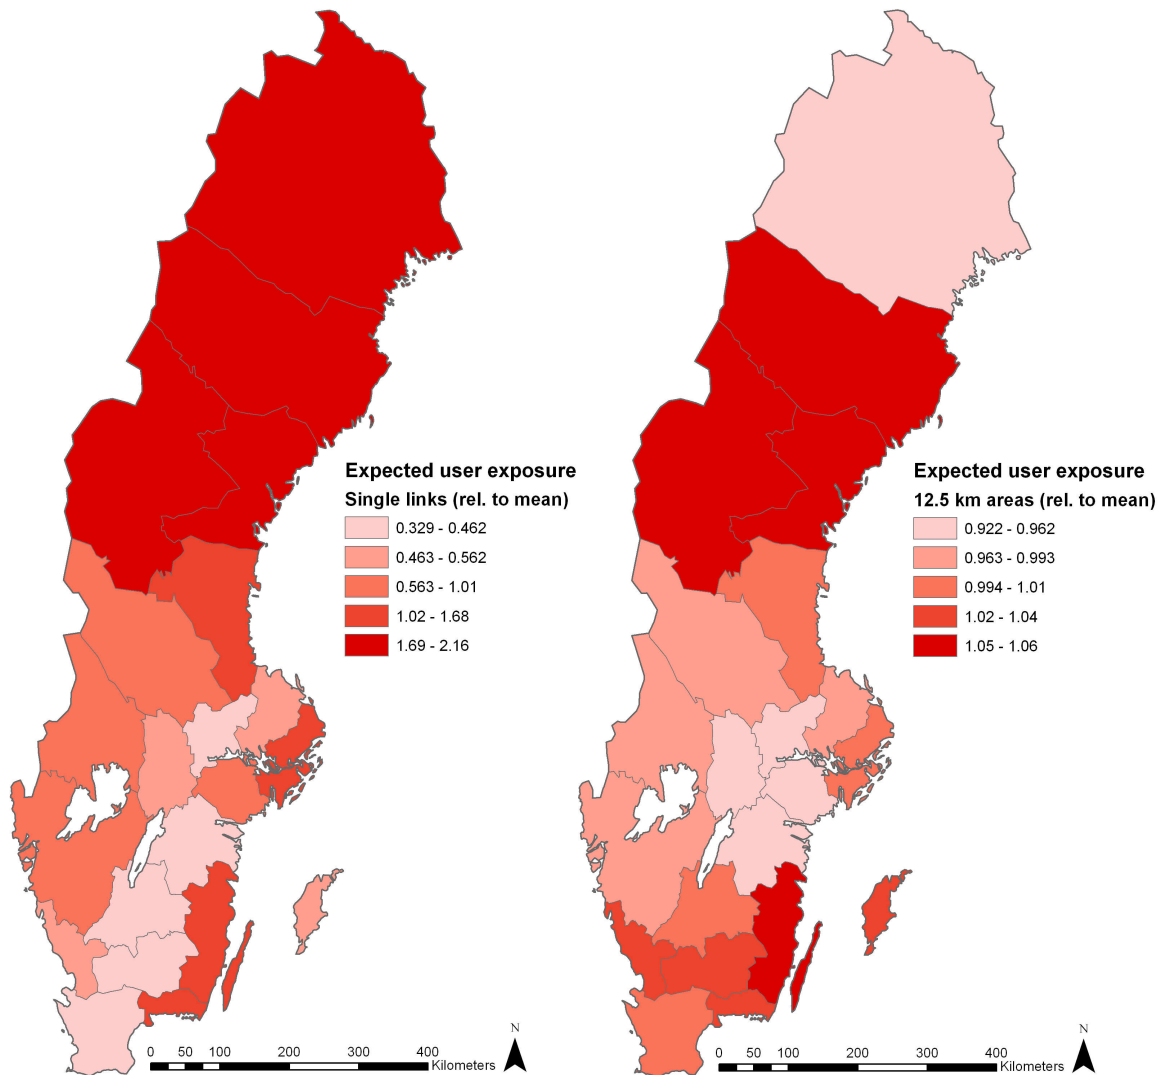 Expected user exposure
Single links (rel. to mean)
0.329 - 0.462
0.463 - 0.562
0.563 - 1.01
1.02 - 1.68
1.69 - 2.16
N
0 50 100 200 300 400
Kilometers
Expected user exposure
12.5 km areas (rel. to mean)
0.922 - 0.962
0.963 - 0.993
0.994 - 1.01
1.02 - 1.04
1.05 - 1.06
N
0 50 100 200 300 400
Kilometers